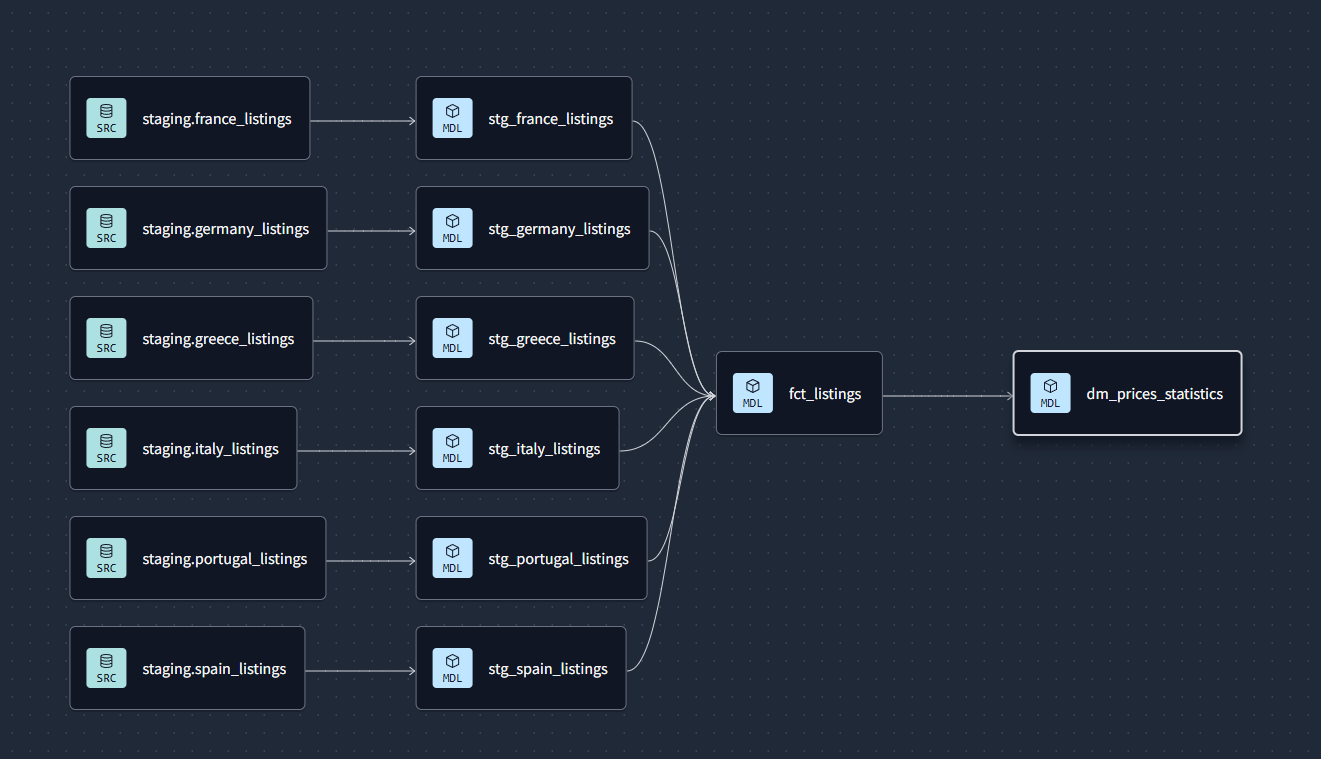 SRC
staging.france_listings
MDL
stg_france_listings
SRC
staging.germany_listings
MDL
stg_germany_listings
SRC
staging.greece_listings
MDL
stg_greece_listings
MDL
fct_listings
MDL
dm_prices_statistics
SRC
staging.italy_listings
MDL
stg_italy_listings
SRC
staging.portugal_listings
MDL
stg_portugal_listings
SRC
staging.spain_listings
MDL
stg_spain_listings